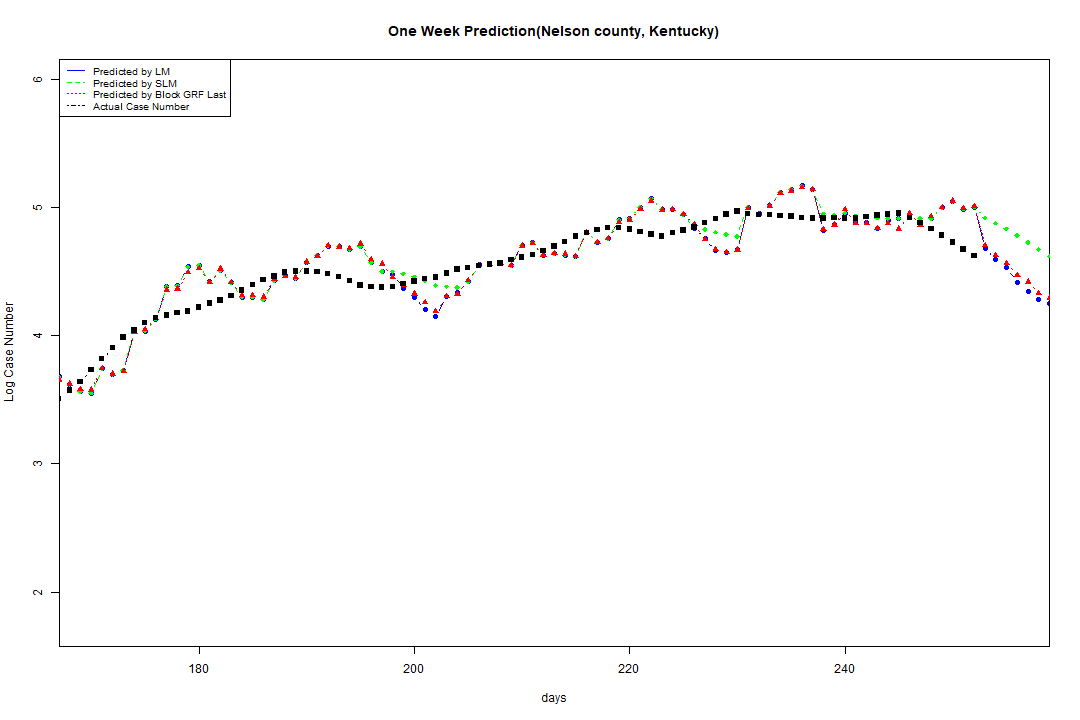 One Week Prediction(Nelson county, Kentucky)
Predicted by LM
Predicted by SLM
Predicted by Block GRF Last
Actual Case Number
6
5
4
3
2
Log Case Number
180 200 220 240
days